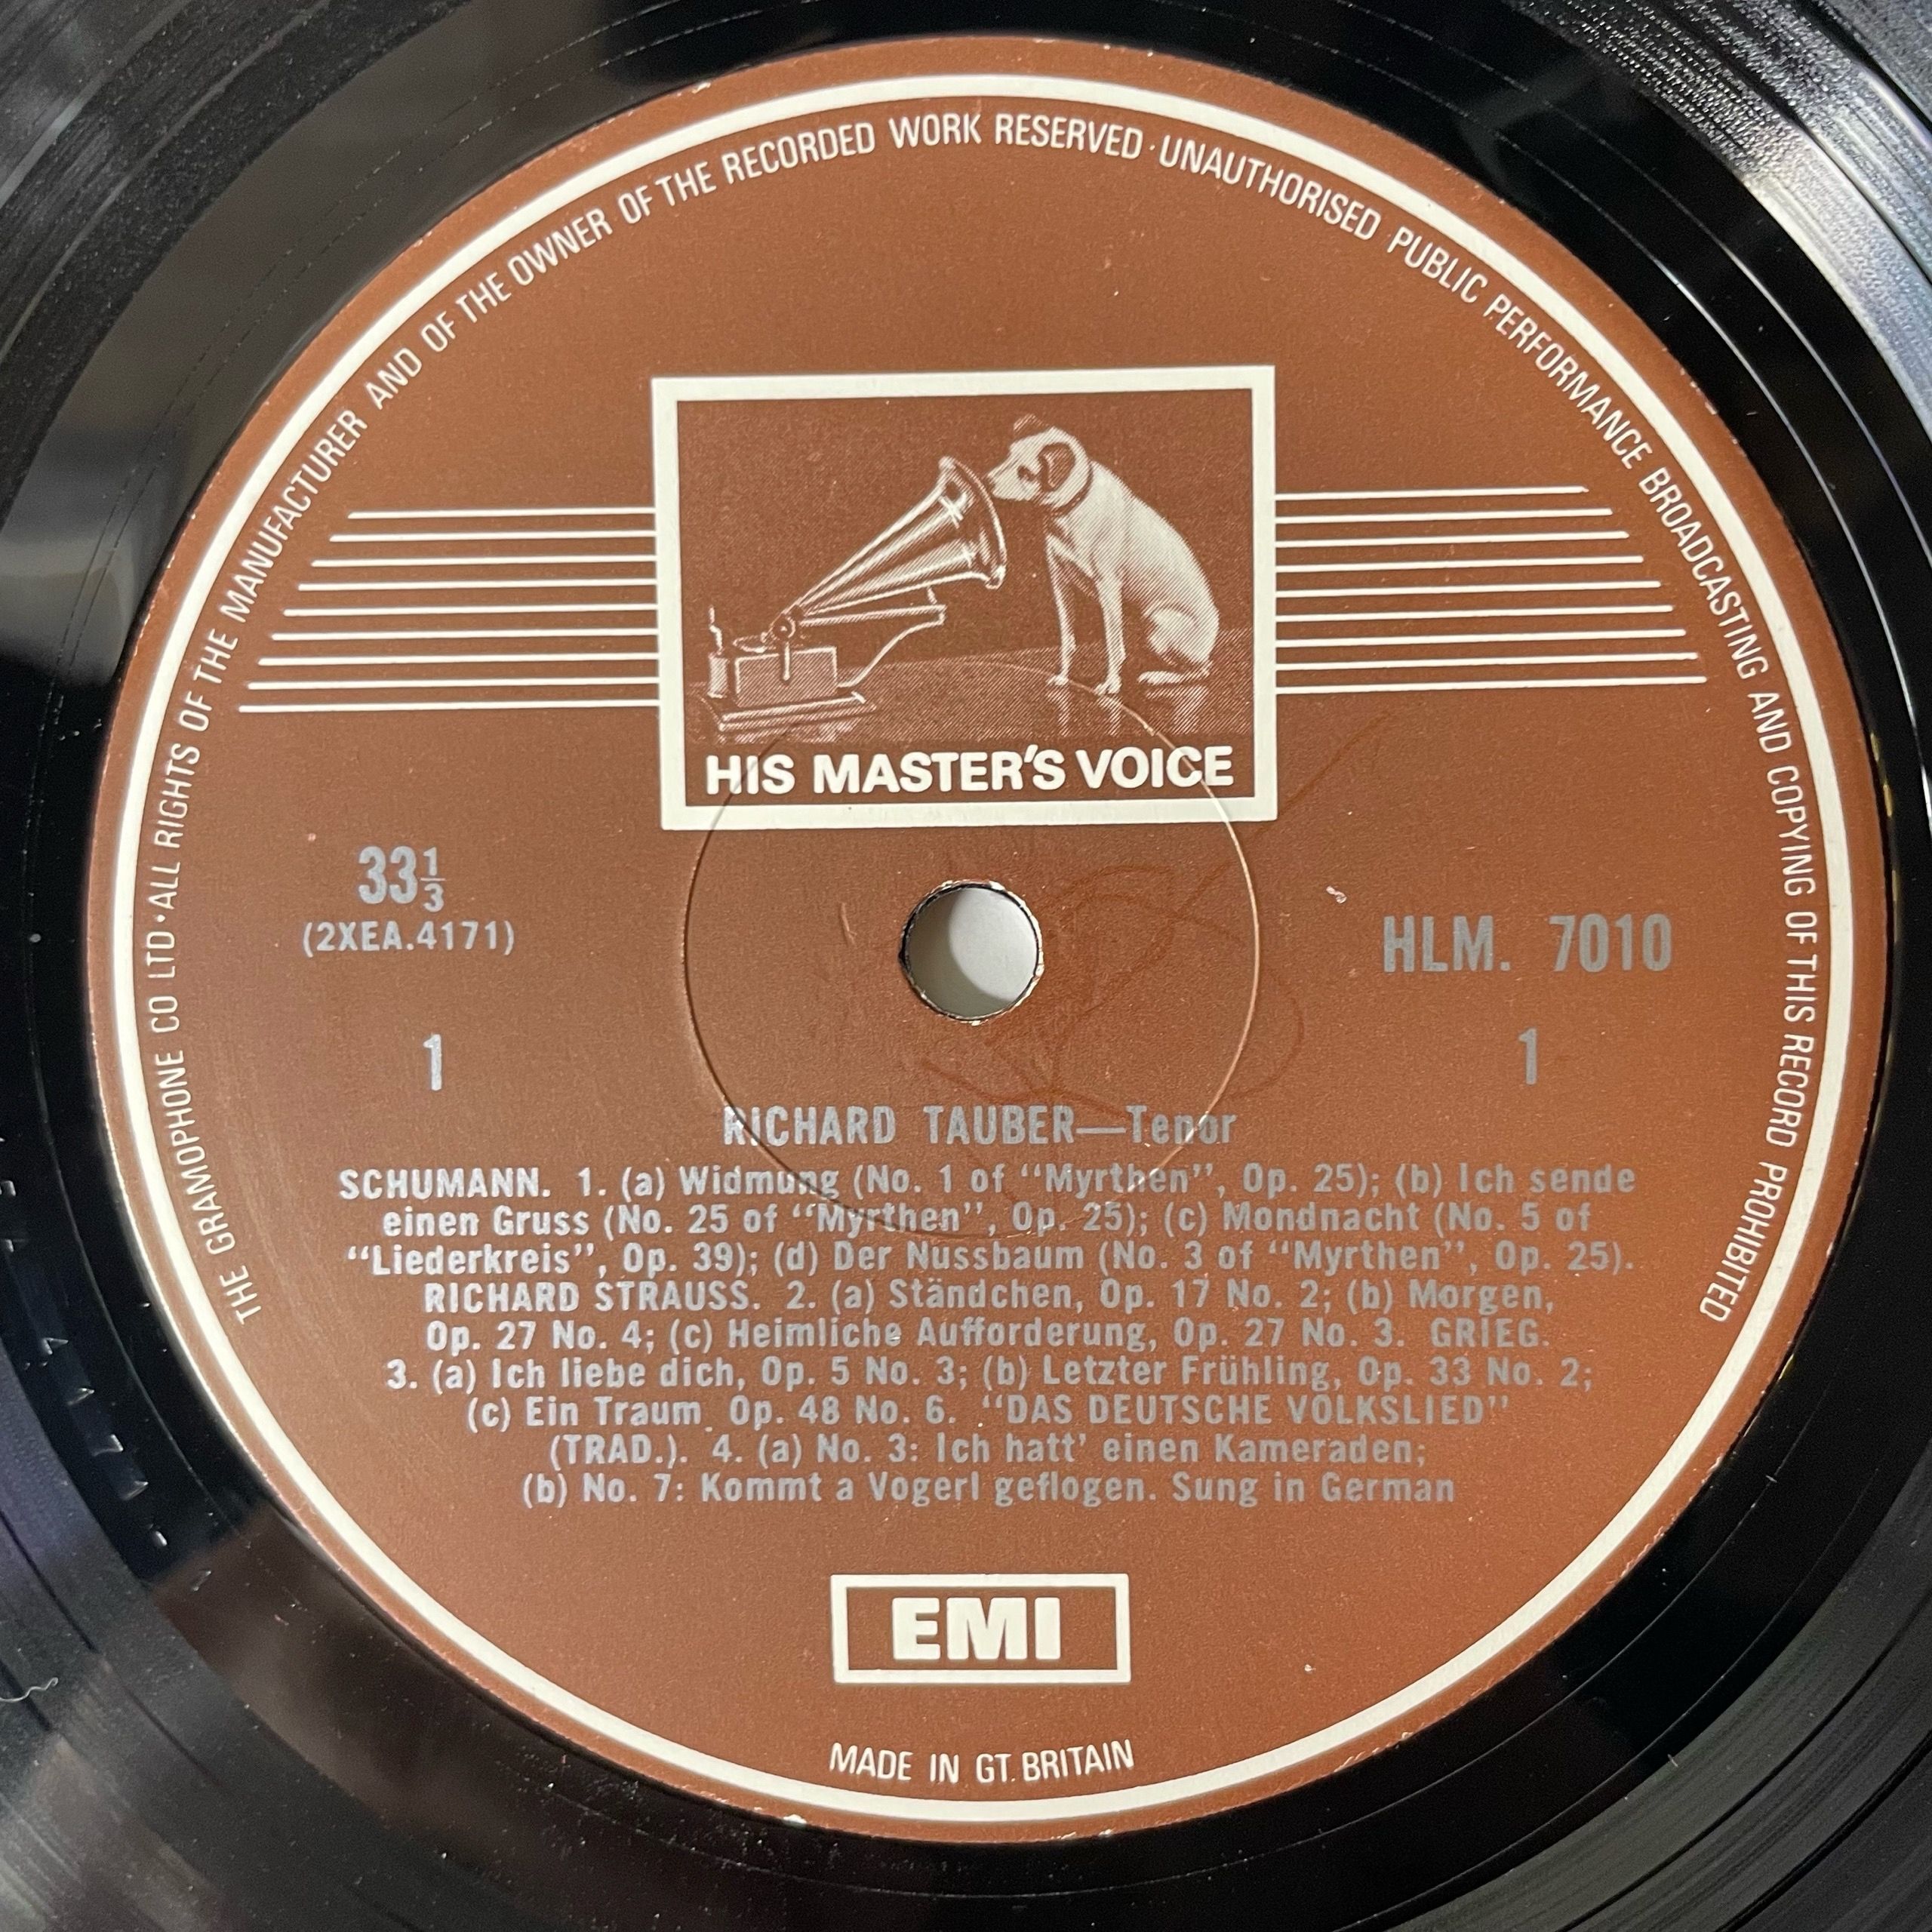 THE GRAMOPHONE CO LTD · ALL RIGHTS OF THE MANUFACTURER AND OF THE OWNER OF THE RECORDED WORK RESERVED · UNAUTHORISED PUBLIC PERFORMANCE BROADCASTING AND COPYING OF THIS RECORD PROHIBITED
HIS MASTER'S VOICE
33⅓
(2XEA.4171)
HLM. 7010
1
1
RICHARD TAUBER—Tenor
SCHUMANN. 1. (a) Widmung (No. 1 of “Myrthen”, Op. 25); (b) Ich sende
einen Gruss (No. 25 of “Myrthen”, Op. 25); (c) Mondnacht (No. 5 of
“Liederkreis”, Op. 39); (d) Der Nussbaum (No. 3 of “Myrthen”, Op. 25).
RICHARD STRAUSS. 2. (a) Ständchen, Op. 17 No. 2; (b) Morgen,
Op. 27 No. 4; (c) Heimliche Aufforderung, Op. 27 No. 3. GRIEG.
3. (a) Ich liebe dich, Op. 5 No. 3; (b) Letzter Frühling, Op. 33 No. 2;
(c) Ein Traum, Op. 48 No. 6. “DAS DEUTSCHE VOLKSLIED”
(TRAD.). 4. (a) No. 3: Ich hatt’ einen Kameraden;
(b) No. 7: Kommt a Vogerl geflogen. Sung in German
EMI
MADE IN GT. BRITAIN